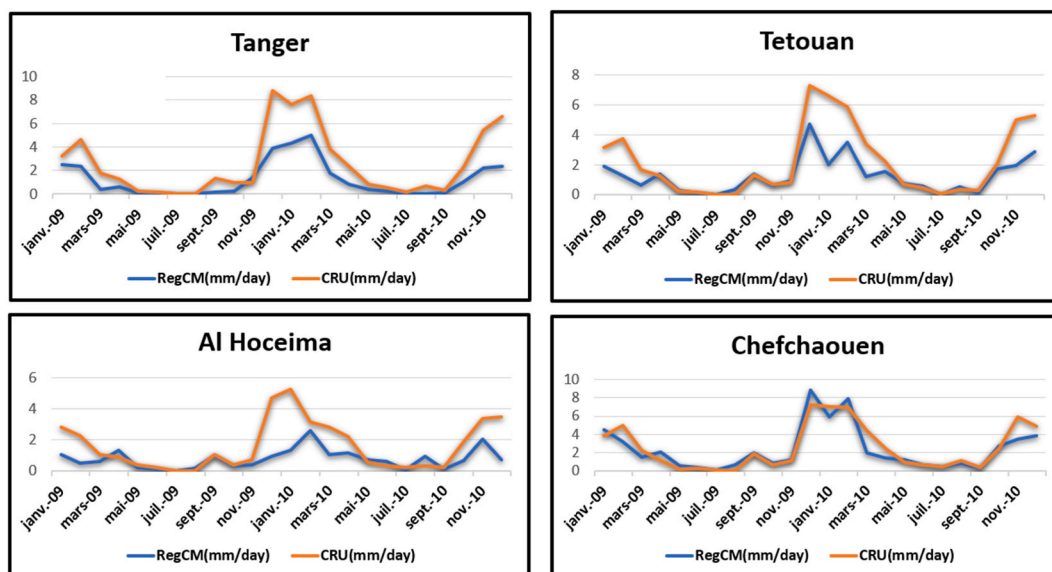 Tanger
10
8
6
4
2
0
janv.-09 mars-09 mai-09 juil.-09 sept.-09 nov.-09 janv.-10 mars-10 mai-10 juil.-10 sept.-10 nov.-10
RegCM(mm/day) CRU(mm/day)
Tetouan
8
6
4
2
0
janv.-09 mars-09 mai-09 juil.-09 sept.-09 nov.-09 janv.-10 mars-10 mai-10 juil.-10 sept.-10 nov.-10
RegCM(mm/day) CRU(mm/day)
Al Hoceima
6
4
2
0
janv.-09 mars-09 mai-09 juil.-09 sept.-09 nov.-09 janv.-10 mars-10 mai-10 juil.-10 sept.-10 nov.-10
RegCM(mm/day) CRU(mm/day)
Chefchaouen
10
8
6
4
2
0
janv.-09 mars-09 mai-09 juil.-09 sept.-09 nov.-09 janv.-10 mars-10 mai-10 juil.-10 sept.-10 nov.-10
RegCM(mm/day) CRU(mm/day)